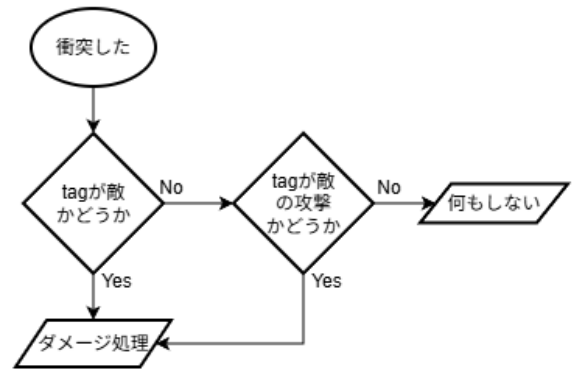 衝突した
tagが敵
かどうか
No
tagが敵
の攻撃
かどうか
No
何もしない
Yes
Yes
ダメージ処理